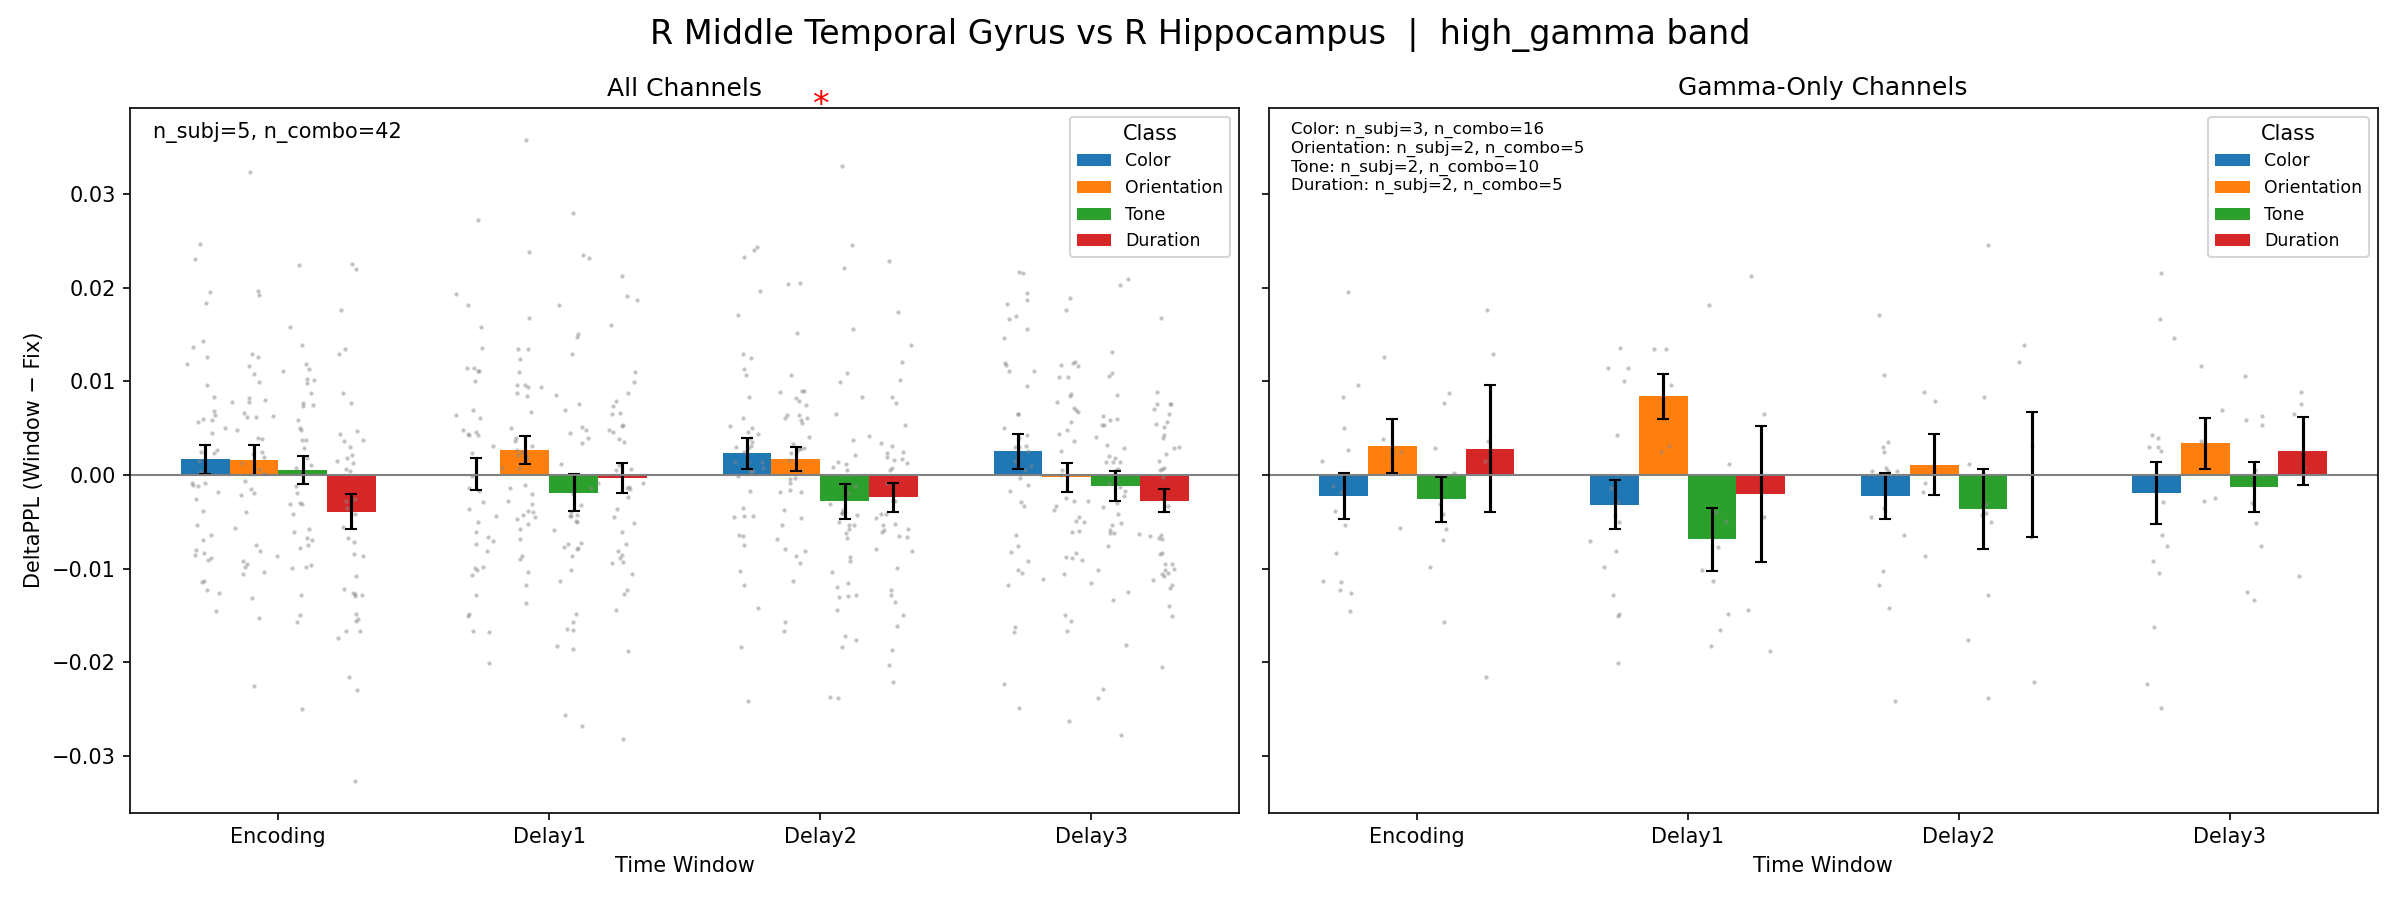 R Middle Temporal Gyrus vs R Hippocampus | high_gamma band
All Channels
*
n_subj=5, n_combo=42
Class
Color
Orientation
Tone
Duration
DeltaPPL (Window − Fix)
0.03
0.02
0.01
0.00
−0.01
−0.02
−0.03
Encoding
Delay1
Delay2
Delay3
Time Window
Gamma-Only Channels
Color: n_subj=3, n_combo=16
Orientation: n_subj=2, n_combo=5
Tone: n_subj=2, n_combo=10
Duration: n_subj=2, n_combo=5
Class
Color
Orientation
Tone
Duration
Encoding
Delay1
Delay2
Delay3
Time Window